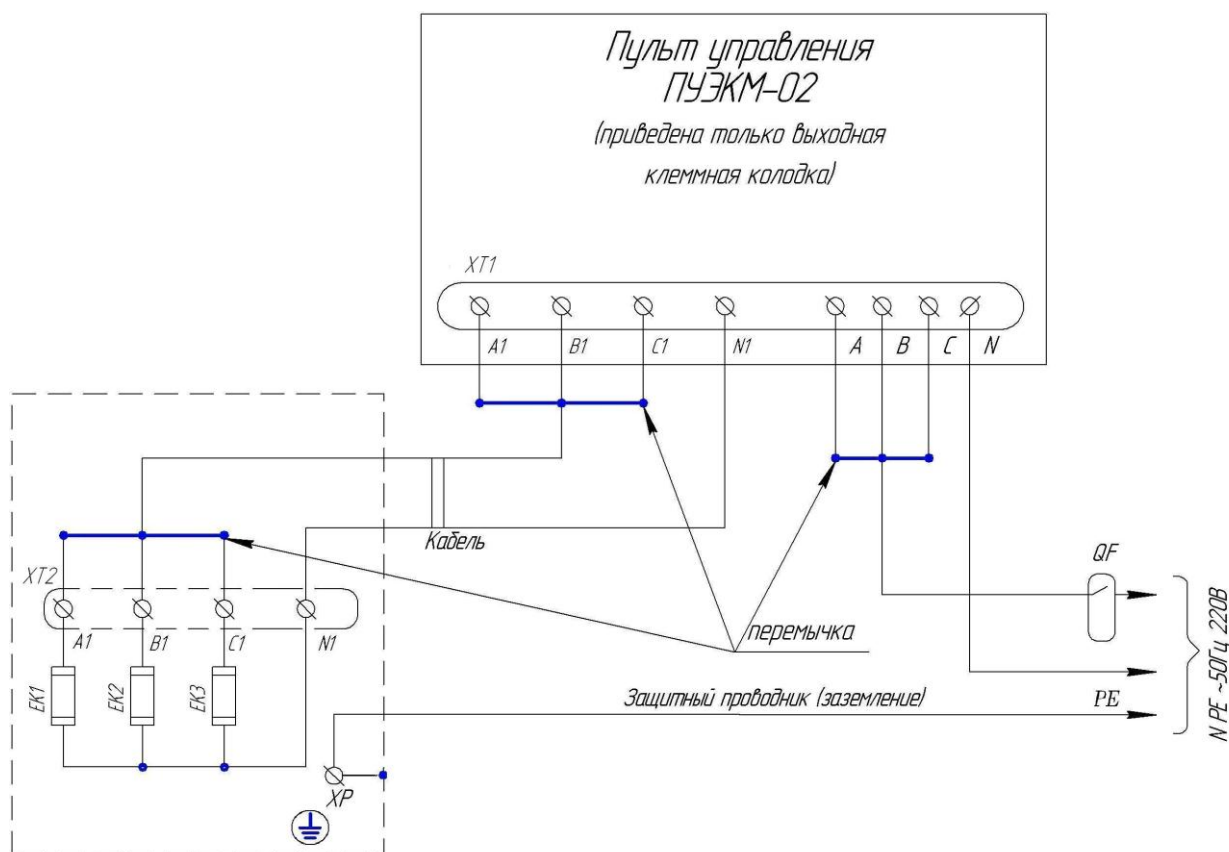 Пульт управления
ПУЭКМ-02
(приведена только выходная
клеммная колодка)
XT1
A1 B1 C1 N1 A B C N
Кабель
QF
XT2
A1 B1 C1 N1
перемычка
EK1 EK2 EK3
Защитный проводник (заземление) PE
N PE ~50Гц 220В
XP